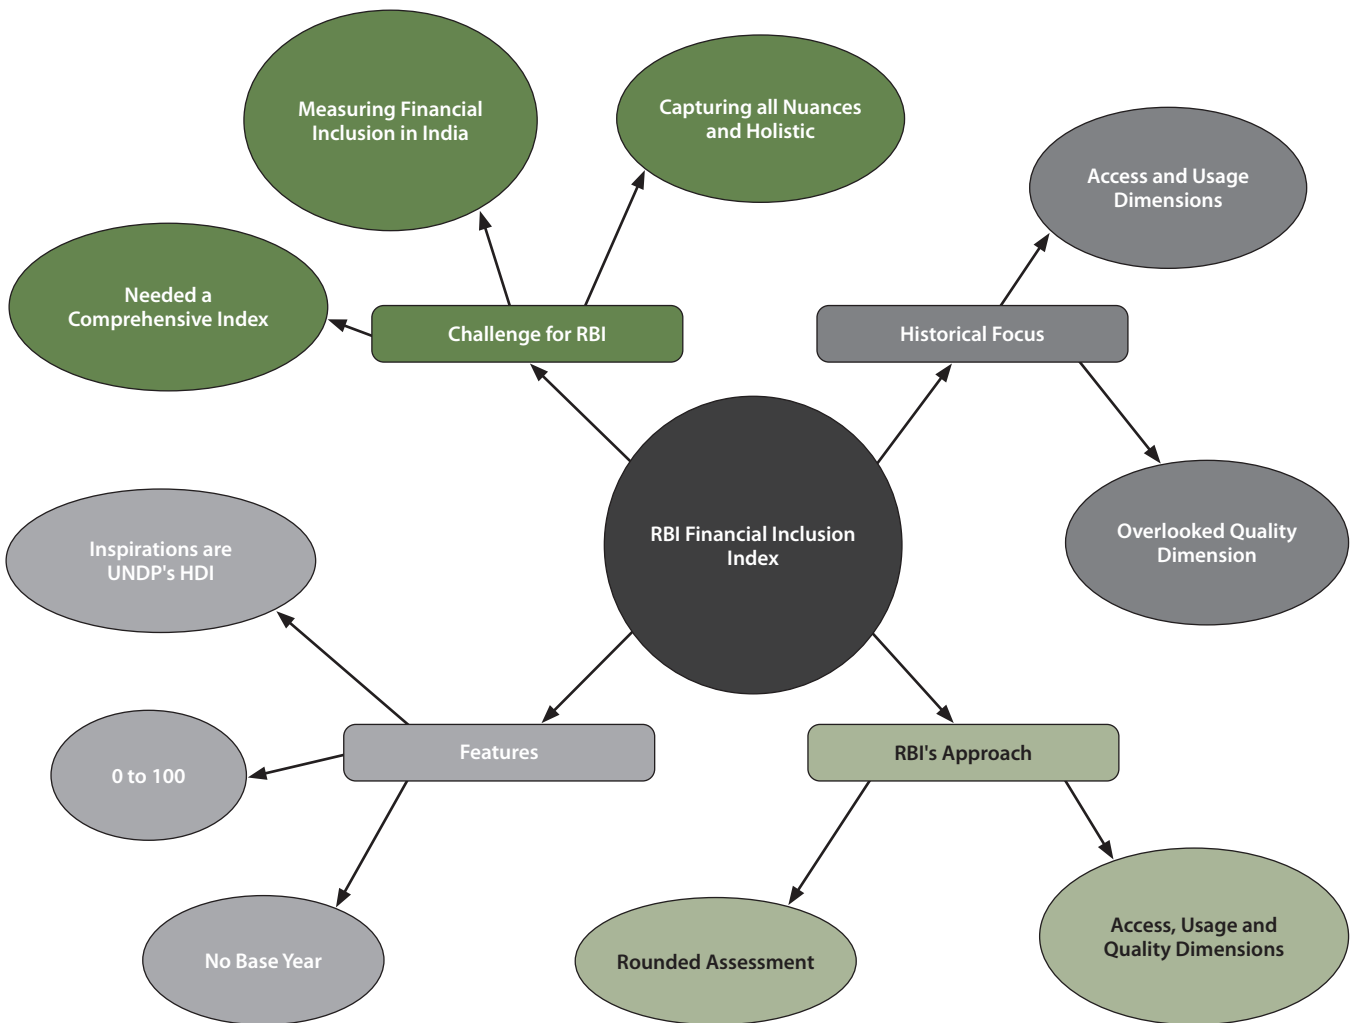 Measuring Financial
Inclusion in India
Capturing all Nuances
and Holistic
Access and Usage
Dimensions
Needed a
Comprehensive Index
Challenge for RBI
Historical Focus
RBI Financial Inclusion
Index
Overlooked Quality
Dimension
Inspirations are
UNDP's HDI
Features
RBI's Approach
0 to 100
No Base Year
Rounded Assessment
Access, Usage and
Quality Dimensions